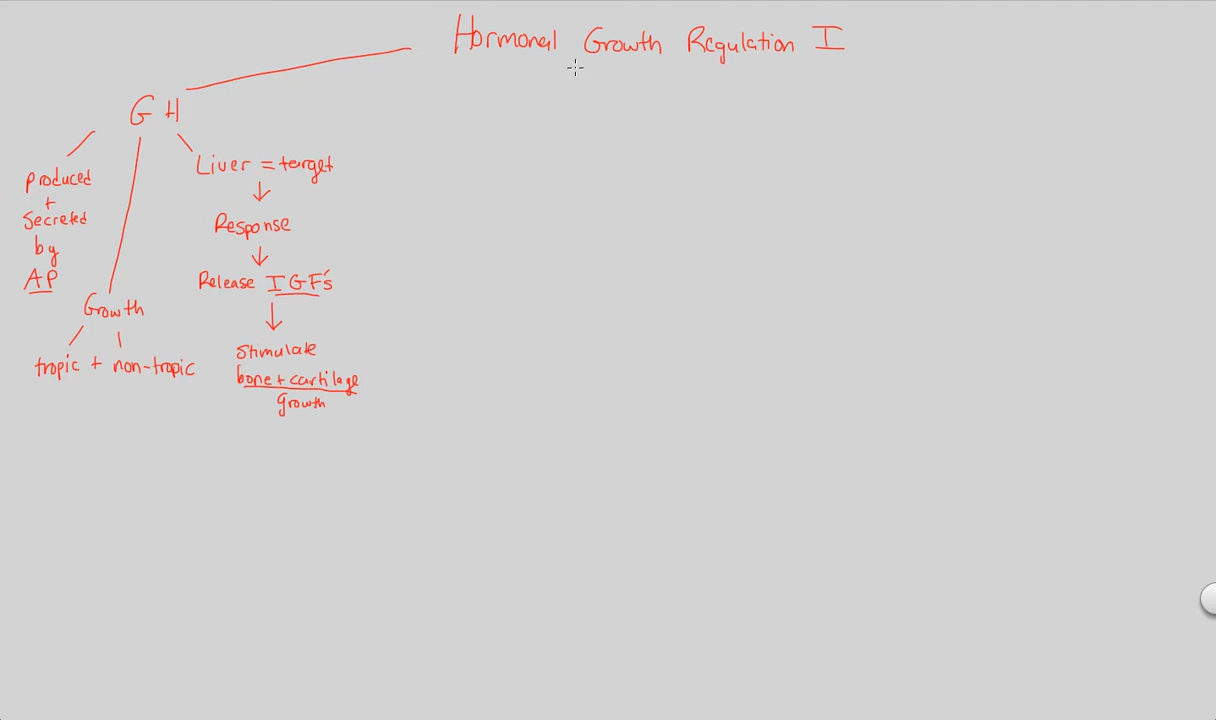 Hormonal Growth Regulation I
GH
Produced
+
Secreted
by
AP
Growth
tropic + non-tropic
Liver = target
↓
Response
↓
Release IGF's
↓
Stimulate
bone + cartilage
growth